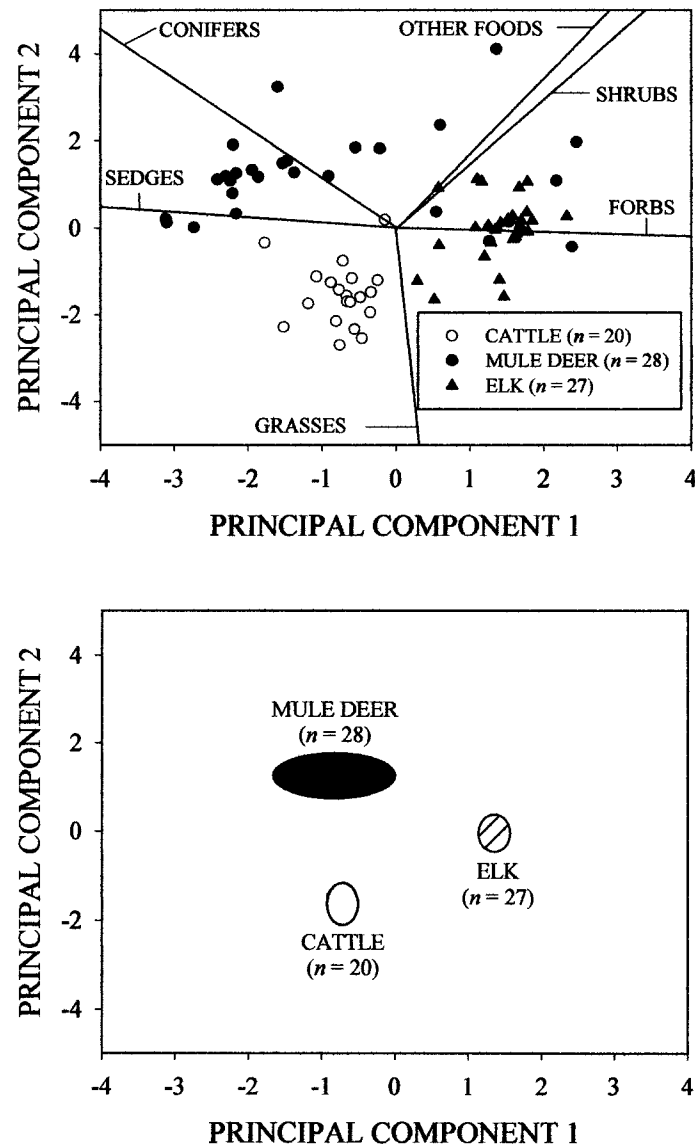 PRINCIPAL COMPONENT 2
4
2
0
-2
-4
CONIFERS
OTHER FOODS
SHRUBS
SEDGES
FORBS
GRASSES
CATTLE (n = 20)
MULE DEER (n = 28)
ELK (n = 27)
-4 -3 -2 -1 0 1 2 3 4
PRINCIPAL COMPONENT 1
PRINCIPAL COMPONENT 2
4
2
0
-2
-4
MULE DEER
(n = 28)
ELK
(n = 27)
CATTLE
(n = 20)
-4 -3 -2 -1 0 1 2 3 4
PRINCIPAL COMPONENT 1